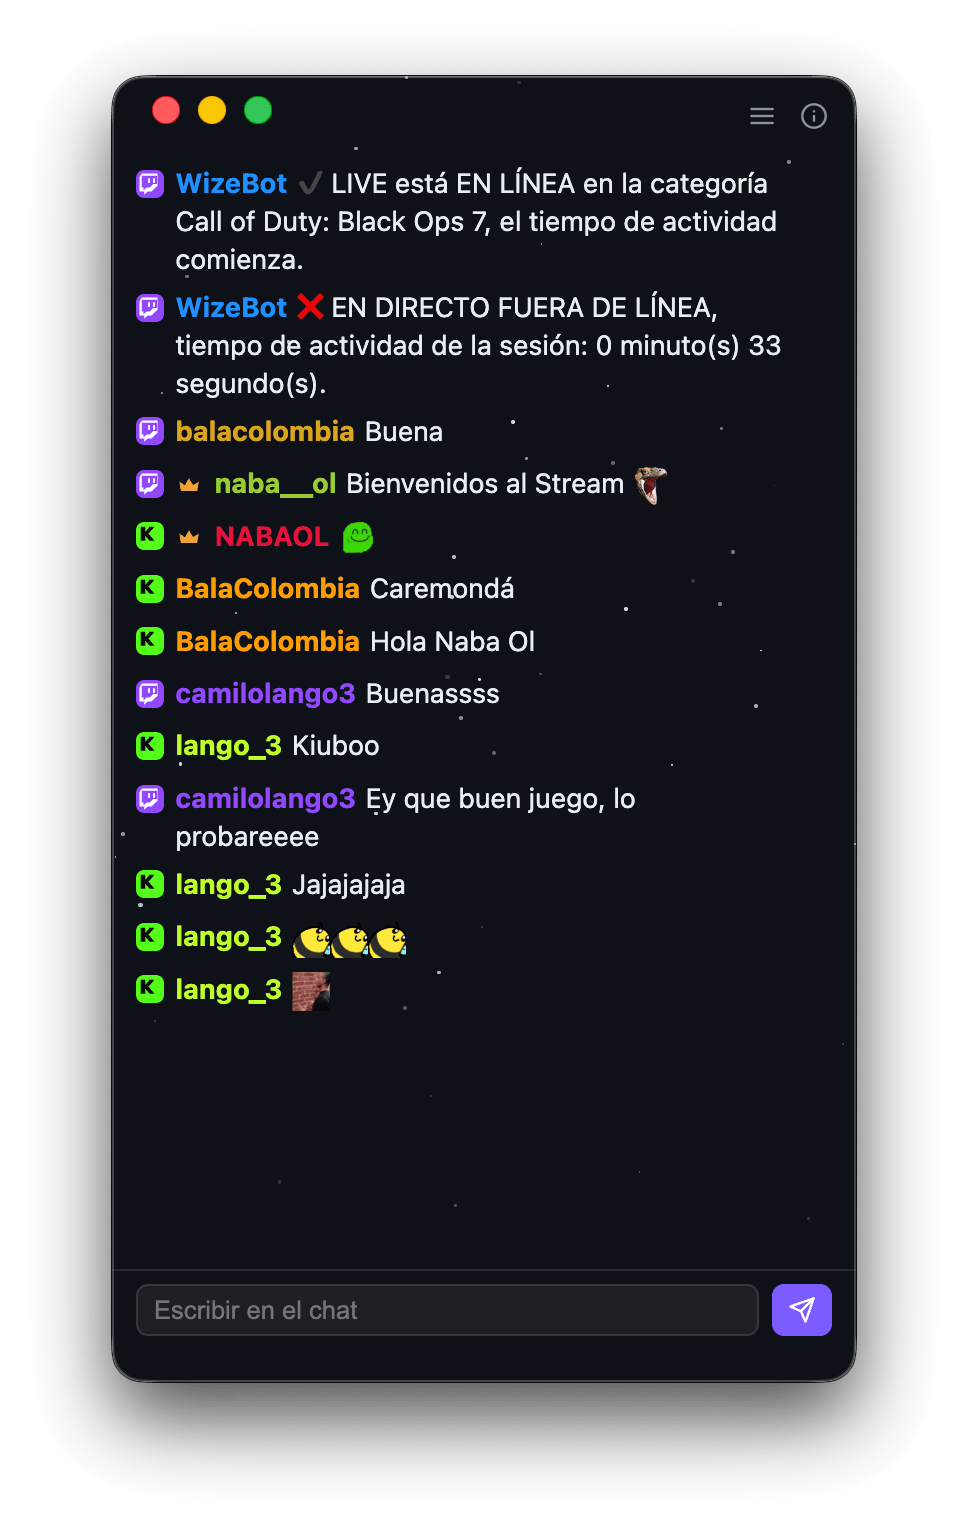 WizeBot ✔ LIVE está EN LÍNEA en la categoría
Call of Duty: Black Ops 7, el tiempo de actividad
comienza.
WizeBot ❌ EN DIRECTO FUERA DE LÍNEA,
tiempo de actividad de la sesión: 0 minuto(s) 33
segundo(s).
balacolombia Buena
naba__ol Bienvenidos al Stream
K NABAOL
K BalaColombia Caremondá
K BalaColombia Hola Naba Ol
camilolango3 Buenassss
K lango_3 Kiuboo
camilolango3 Ey que buen juego, lo
probareeee
K lango_3 Jajajajaja
K lango_3
K lango_3
Escribir en el chat